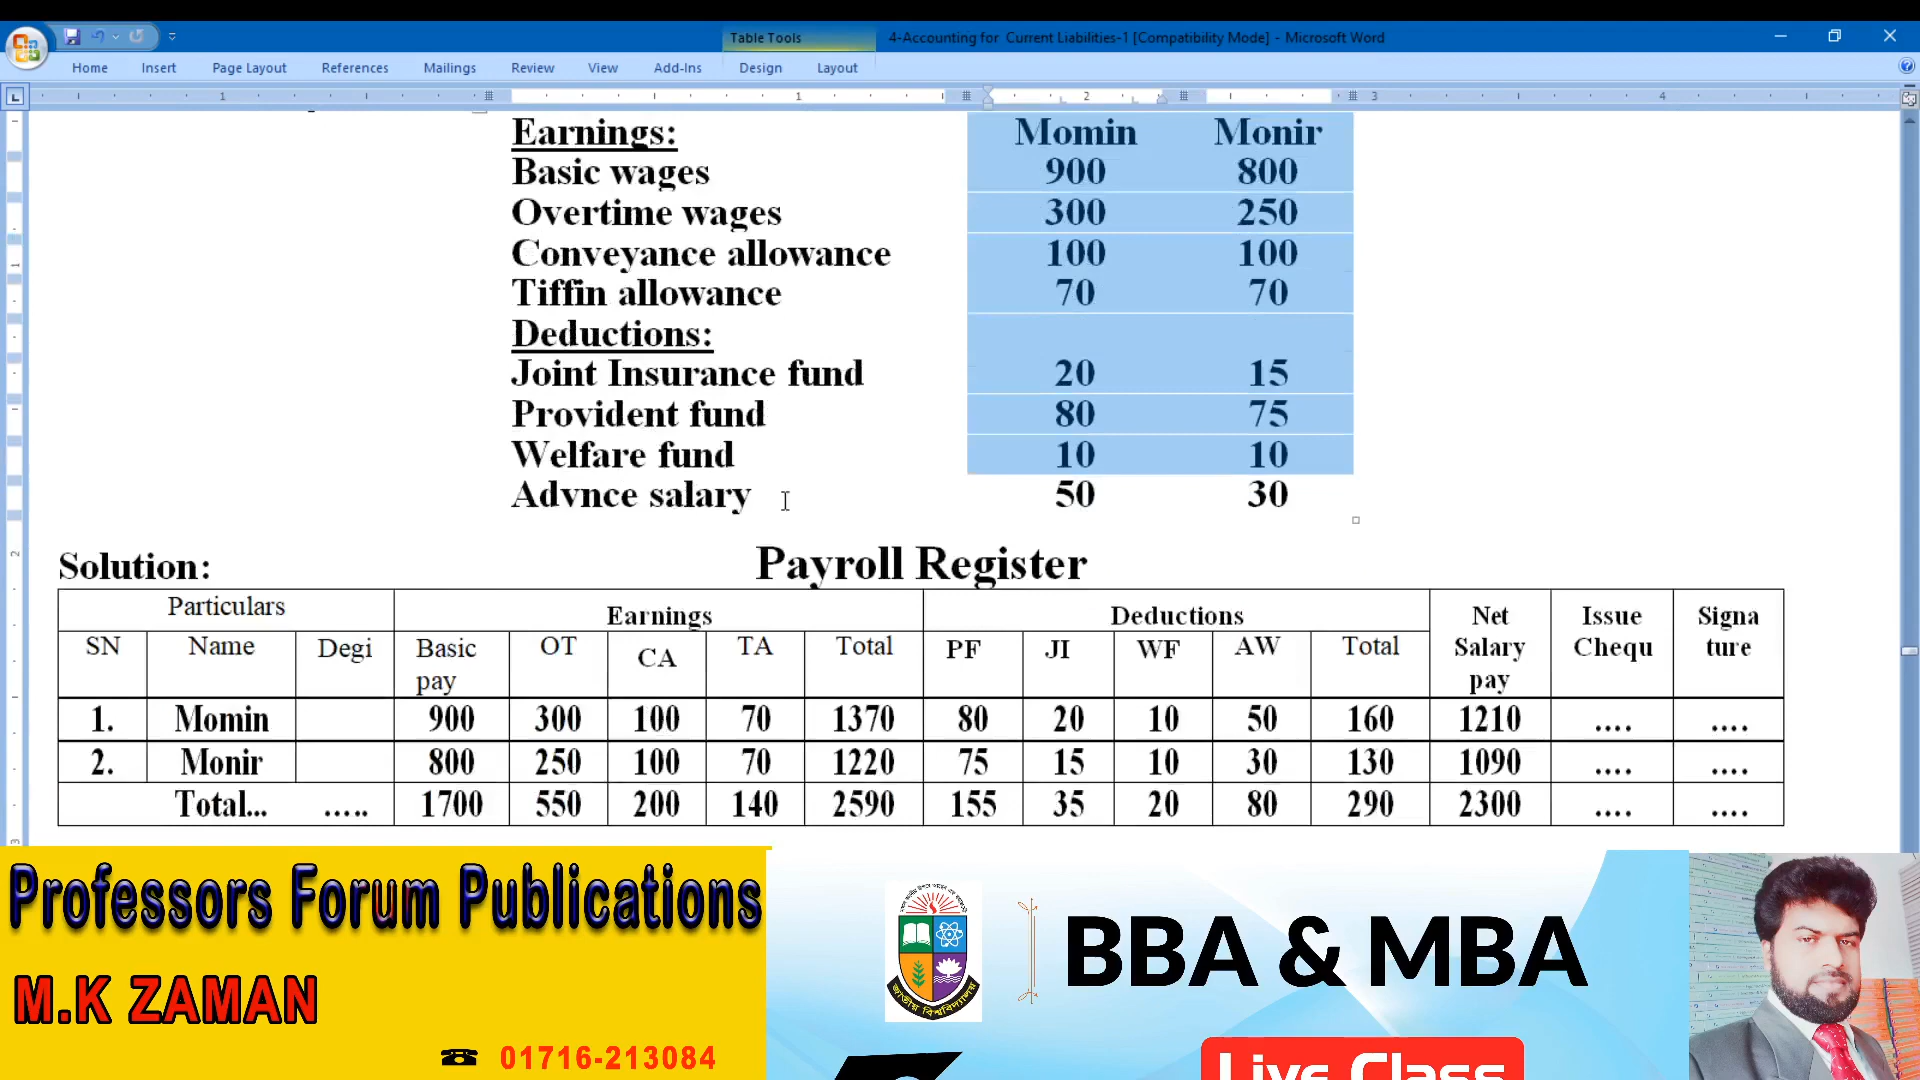 Table Tools
4-Accounting for Current Liabilities-1 [Compatibility Mode] - Microsoft Word
Home Insert Page Layout References Mailings Review View Add-Ins Design Layout
1 1 2 3 4
Earnings: Momin Monir
Basic wages 900 800
Overtime wages 300 250
Conveyance allowance 100 100
Tiffin allowance 70 70
Deductions:
Joint Insurance fund 20 15
Provident fund 80 75
Welfare fund 10 10
Advnce salary 50 30
Solution: Payroll Register
Particulars Earnings Deductions Net Salary pay Issue Chequ Signa ture
SN Name Degi Basic pay OT CA TA Total PF JI WF AW Total
1. Momin 900 300 100 70 1370 80 20 10 50 160 1210 .... ....
2. Monir 800 250 100 70 1220 75 15 10 30 130 1090 .... ....
Total... ..... 1700 550 200 140 2590 155 35 20 80 290 2300 .... ....
Professors Forum Publications
M.K ZAMAN
01716-213084
BBA & MBA
Live Class